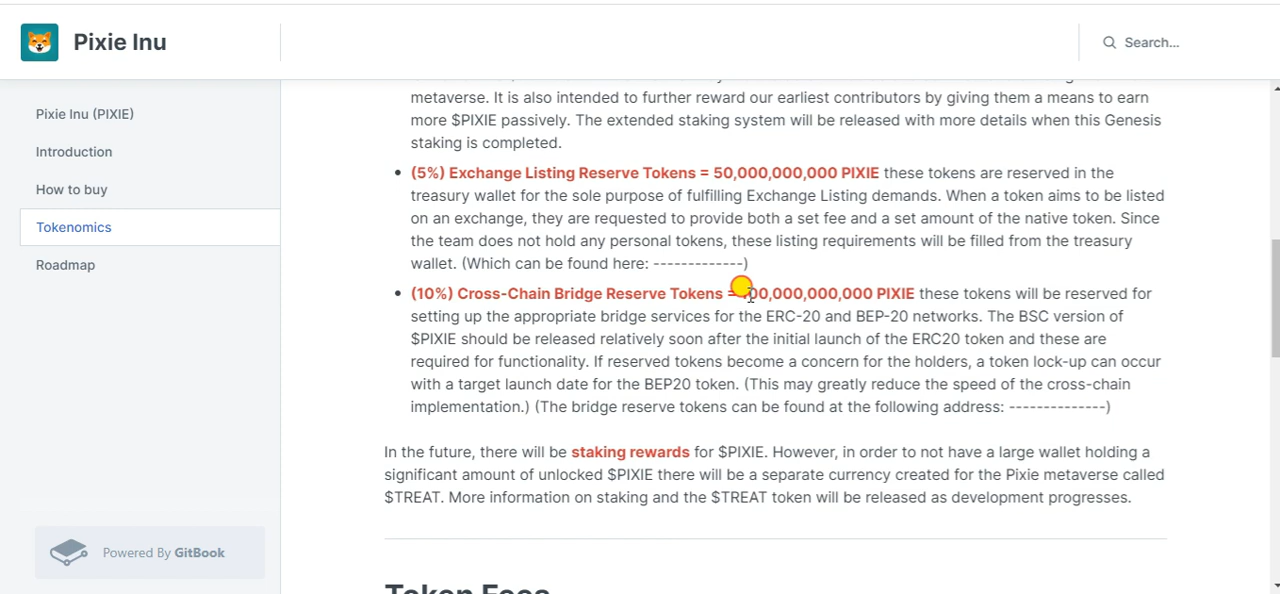 Pixie Inu
Search...
Pixie Inu (PIXIE)
Introduction
How to buy
Tokenomics
Roadmap
Powered By GitBook
metaverse. It is also intended to further reward our earliest contributors by giving them a means to earn
more $PIXIE passively. The extended staking system will be released with more details when this Genesis
staking is completed.
• (5%) Exchange Listing Reserve Tokens = 50,000,000,000 PIXIE these tokens are reserved in the
treasury wallet for the sole purpose of fulfilling Exchange Listing demands. When a token aims to be listed
on an exchange, they are requested to provide both a set fee and a set amount of the native token. Since
the team does not hold any personal tokens, these listing requirements will be filled from the treasury
wallet. (Which can be found here: -------------)
• (10%) Cross-Chain Bridge Reserve Tokens = 100,000,000,000 PIXIE these tokens will be reserved for
setting up the appropriate bridge services for the ERC-20 and BEP-20 networks. The BSC version of
$PIXIE should be released relatively soon after the initial launch of the ERC20 token and these are
required for functionality. If reserved tokens become a concern for the holders, a token lock-up can occur
with a target launch date for the BEP20 token. (This may greatly reduce the speed of the cross-chain
implementation.) (The bridge reserve tokens can be found at the following address: --------------)
In the future, there will be staking rewards for $PIXIE. However, in order to not have a large wallet holding a
significant amount of unlocked $PIXIE there will be a separate currency created for the Pixie metaverse called
$TREAT. More information on staking and the $TREAT token will be released as development progresses.
Token Fees